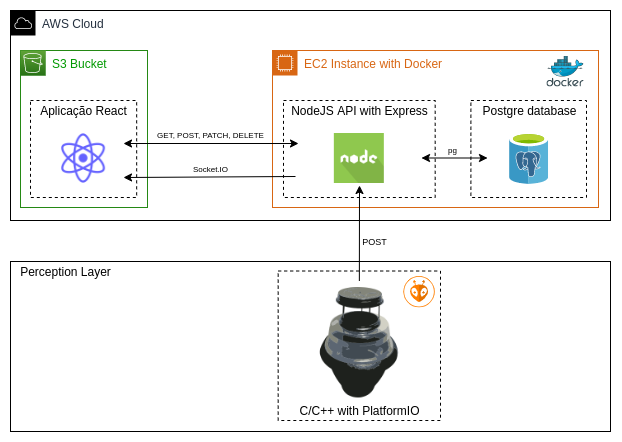 AWS Cloud
S3 Bucket
EC2 Instance with Docker
docker
Aplicação React
NodeJS API with Express
Postgre database
GET, POST, PATCH, DELETE
node
pg
Socket.IO
POST
Perception Layer
C/C++ with PlatformIO